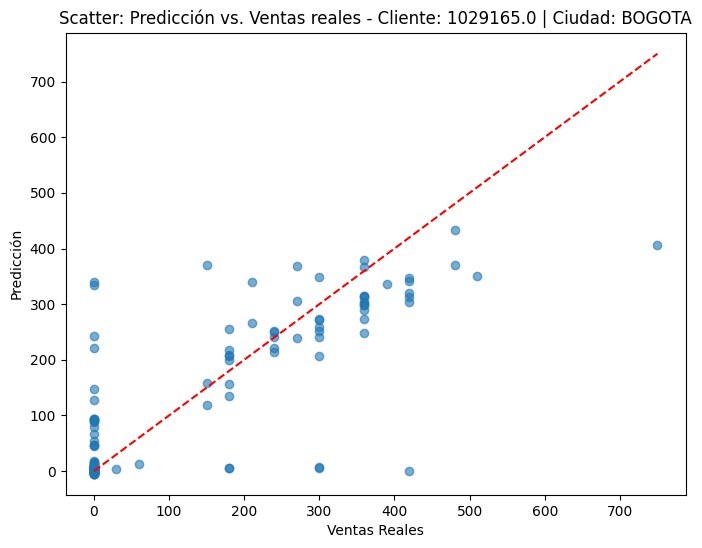 Scatter: Predicción vs. Ventas reales - Cliente: 1029165.0 | Ciudad: BOGOTA
700
600
500
400
300
200
100
0
Predicción
0 100 200 300 400 500 600 700
Ventas Reales